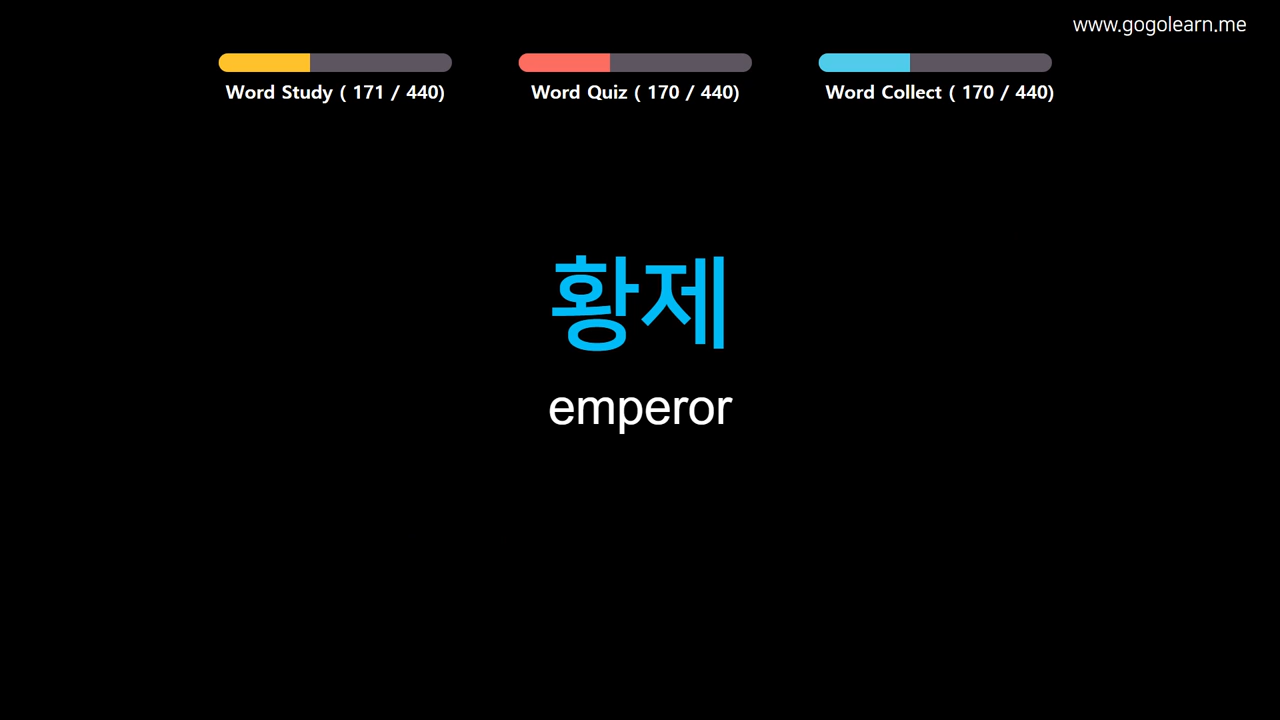 www.gogolearn.me
Word Study ( 171 / 440)
Word Quiz ( 170 / 440)
Word Collect ( 170 / 440)
황제
emperor